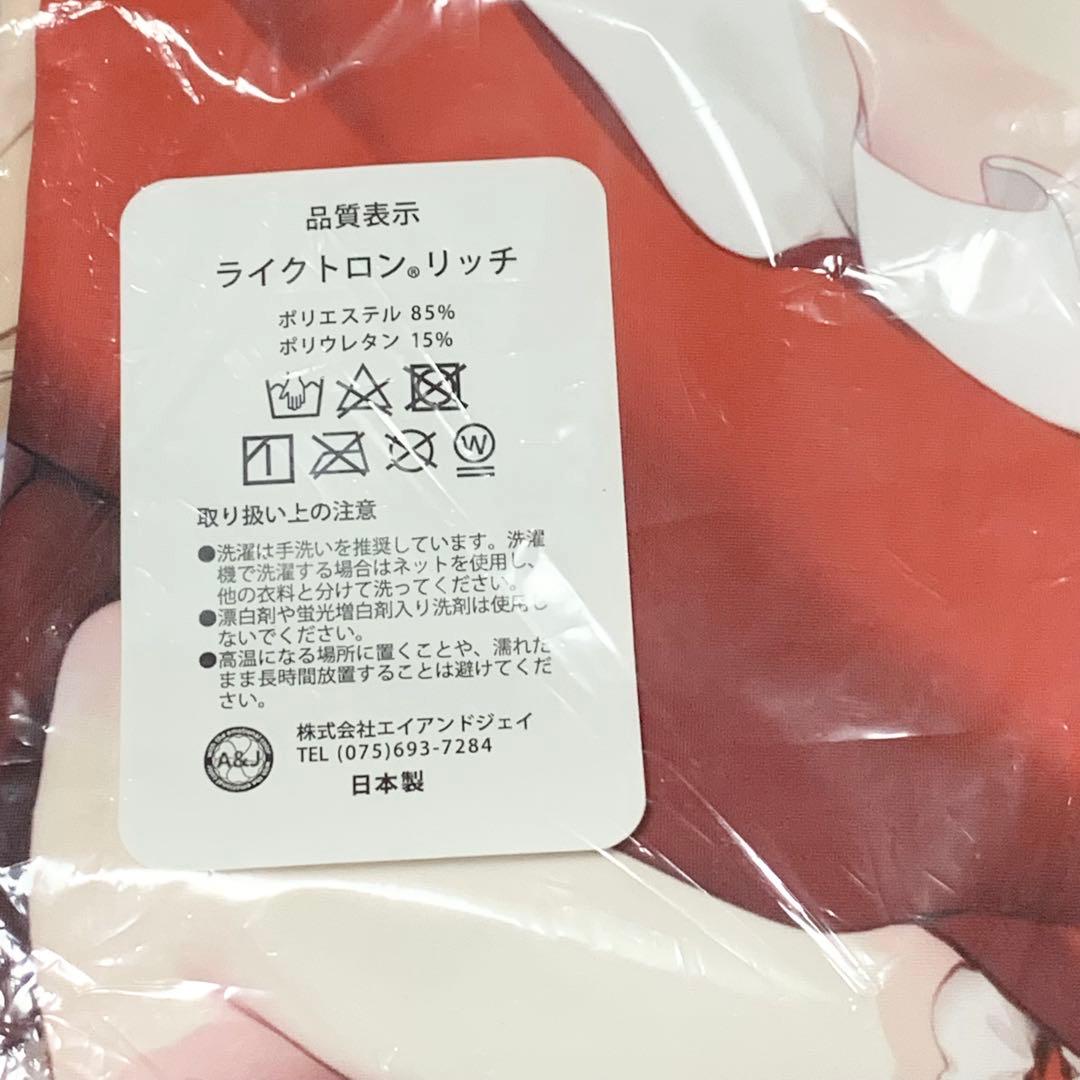 品質表示
ライクトロン®リッチ
ポリエステル 85%
ポリウレタン 15%
W
取り扱い上の注意
●洗濯は手洗いを推奨しています。洗濯
機で洗濯する場合はネットを使用し、
他の衣料と分けて洗ってください。
●漂白剤や蛍光増白剤入り洗剤は使用し
ないでください。
●高温になる場所に置くことや、濡れた
まま長時間放置することは避けてくだ
さい。
A&J
株式会社エイアンドジェイ
TEL (075)693-7284
日本製